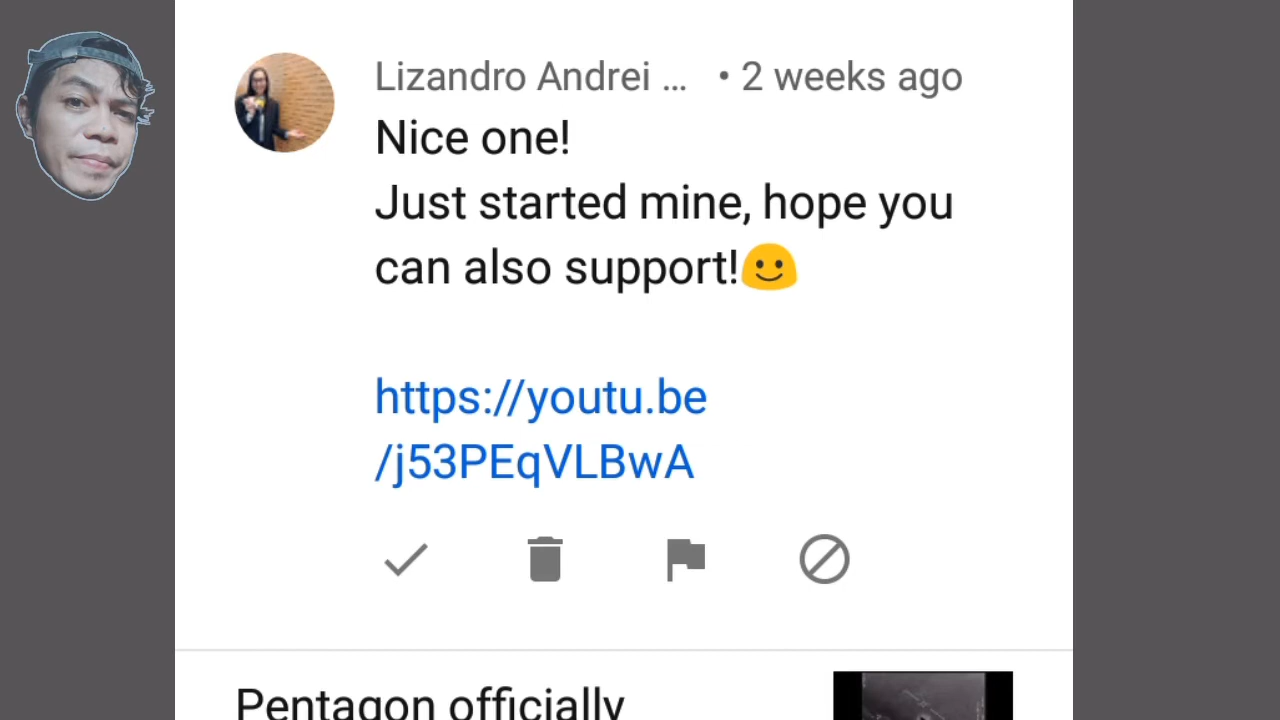 Lizandro Andrei ... • 2 weeks ago
Nice one!
Just started mine, hope you
can also support!🙂
https://youtu.be
/j53PEqVLBwA
Pentagon officially